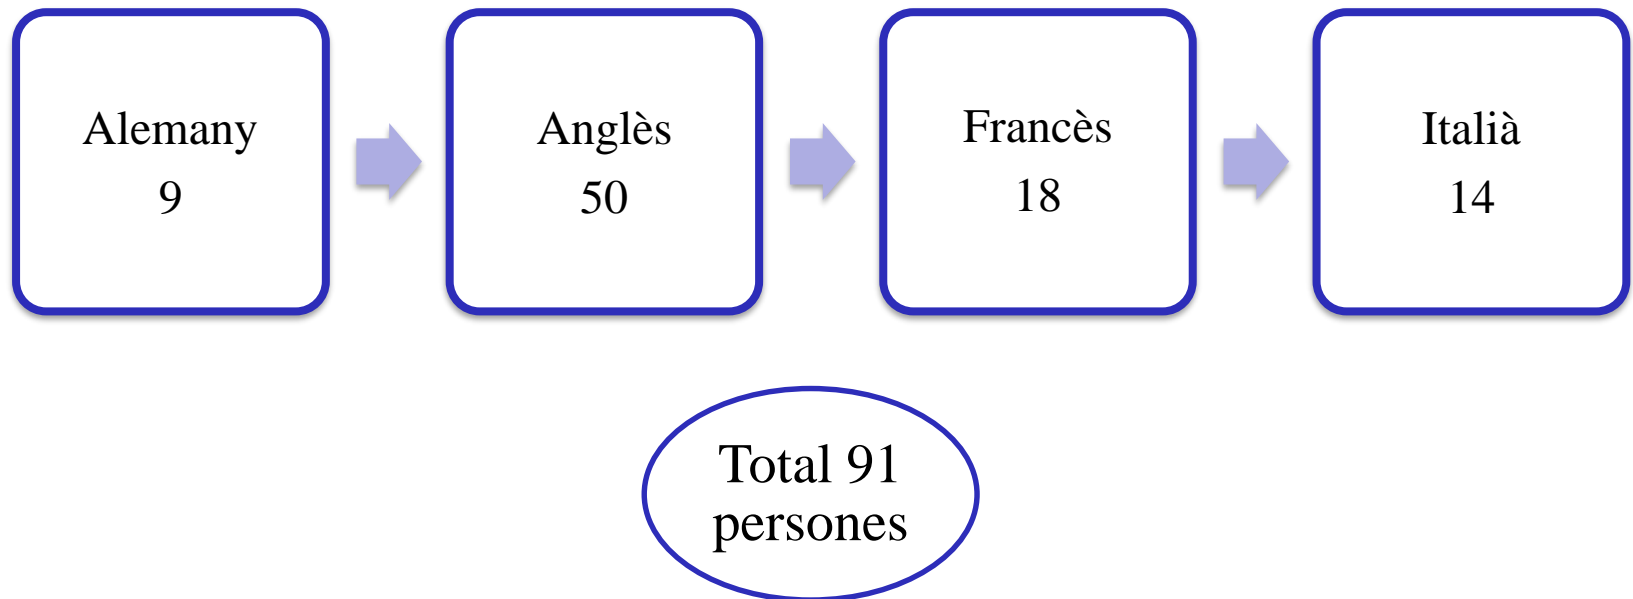 Alemany
9
Anglès
50
Francès
18
Italià
14
Total 91
persones